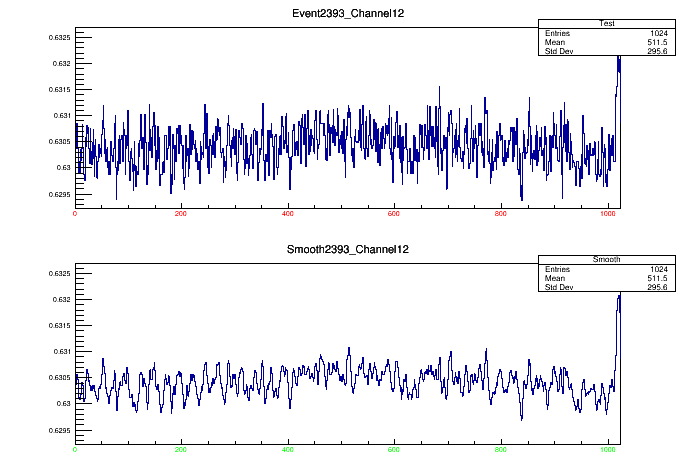 Event2393_Channel12
Test
Entries 1024
Mean 511.5
Std Dev 295.6
0.6325
0.632
0.6315
0.631
0.6305
0.63
0.6295
0 200 400 600 800 1000
Smooth2393_Channel12
Smooth
Entries 1024
Mean 511.5
Std Dev 295.6
0.6325
0.632
0.6315
0.631
0.6305
0.63
0.6295
0 200 400 600 800 1000